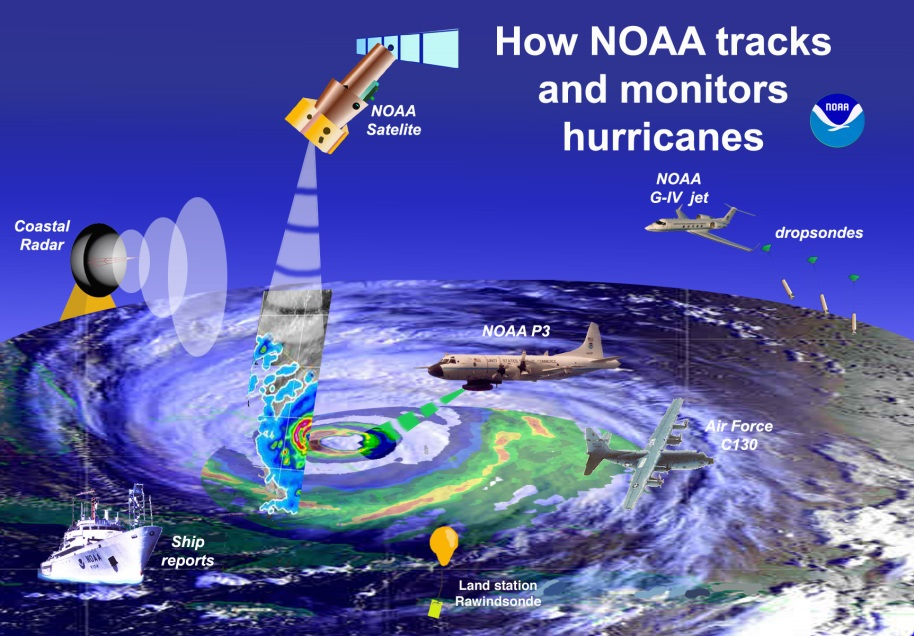 How NOAA tracks
and monitors
hurricanes
NOAA
NOAA
Satelite
NOAA
G-IV jet
dropsondes
Coastal
Radar
NOAA P3
Air Force
C130
NOAA
Ship
reports
Land station
Rawindsonde